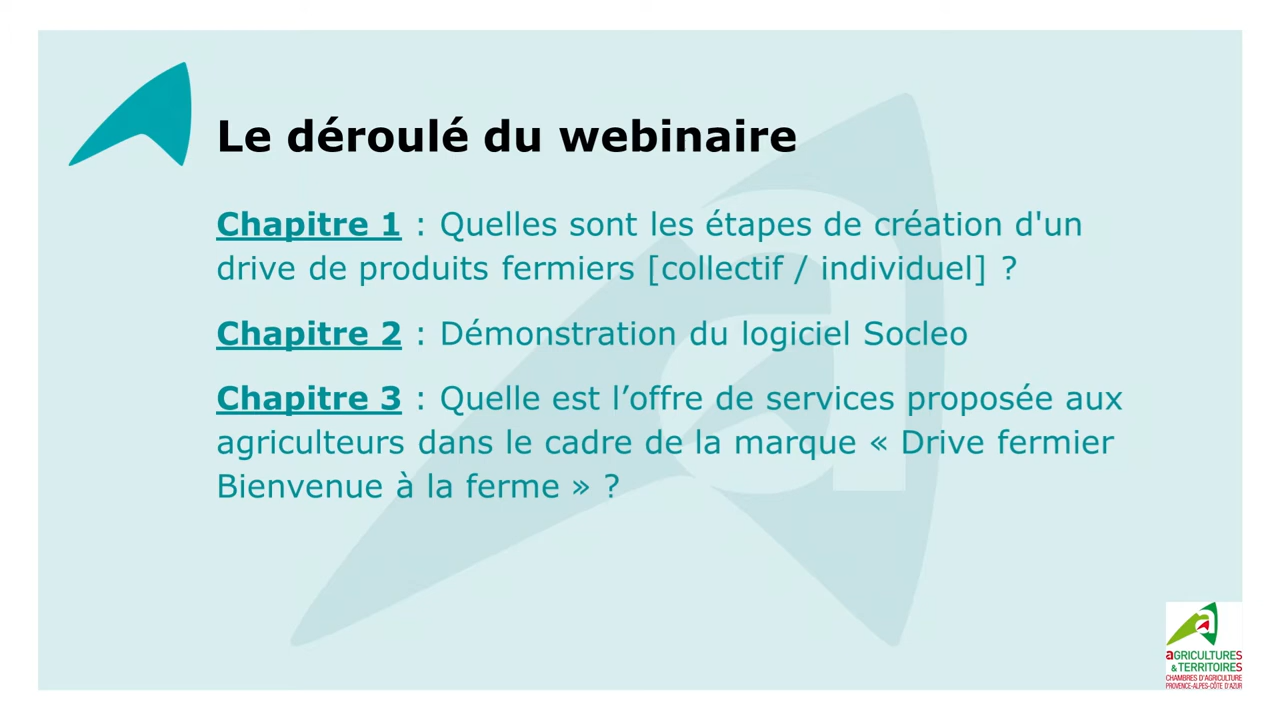 Le déroulé du webinaire
Chapitre 1 : Quelles sont les étapes de création d'un
drive de produits fermiers [collectif / individuel] ?
Chapitre 2 : Démonstration du logiciel Socleo
Chapitre 3 : Quelle est l’offre de services proposée aux
agriculteurs dans le cadre de la marque « Drive fermier
Bienvenue à la ferme » ?
aGRICULTURES
& TERRITOIRES
CHAMBRES D'AGRICULTURE
PROVENCE-ALPES-CÔTE D'AZUR